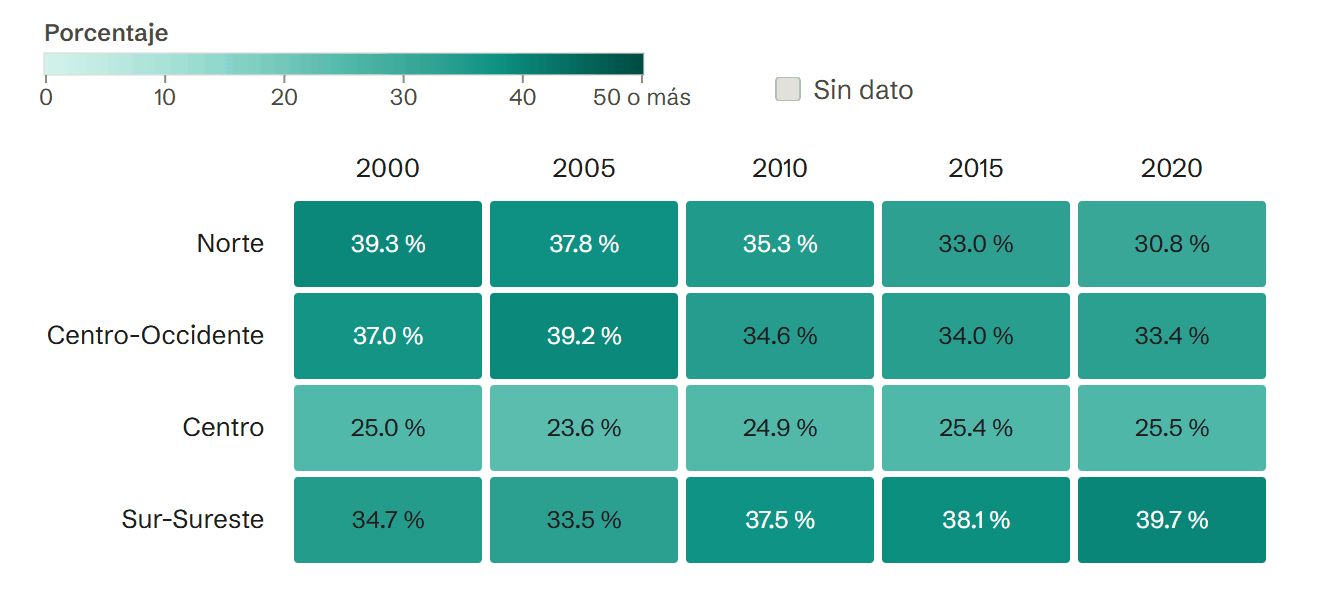 Porcentaje
0 10 20 30 40 50 o más
Sin dato
2000 2005 2010 2015 2020
Norte 39.3 % 37.8 % 35.3 % 33.0 % 30.8 %
Centro-Occidente 37.0 % 39.2 % 34.6 % 34.0 % 33.4 %
Centro 25.0 % 23.6 % 24.9 % 25.4 % 25.5 %
Sur-Sureste 34.7 % 33.5 % 37.5 % 38.1 % 39.7 %